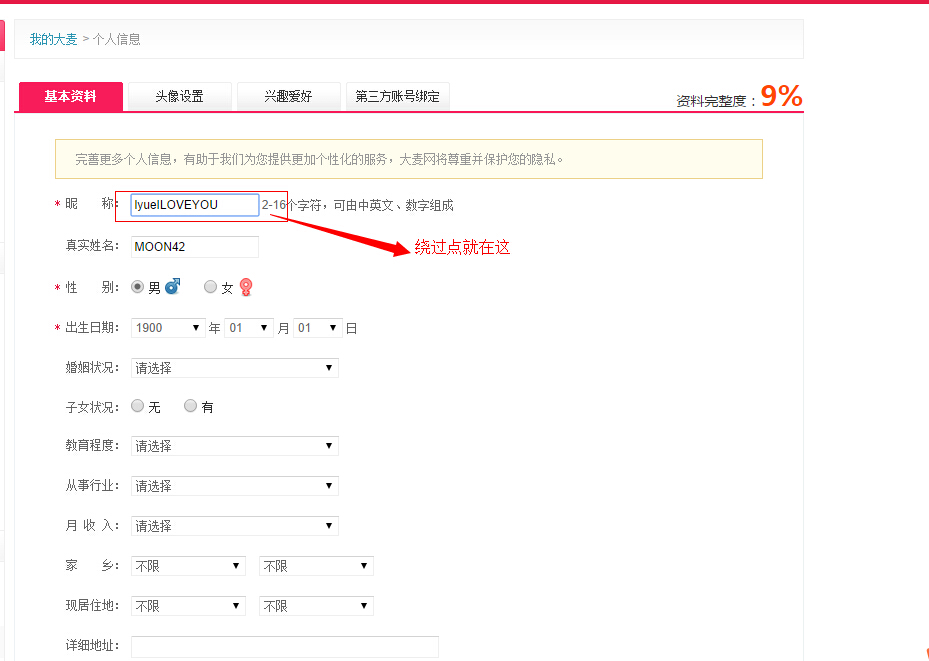 我的大麦 > 个人信息
基本资料 头像设置 兴趣爱好 第三方账号绑定 资料完整度：9%
完善更多个人信息，有助于我们为您提供更加个性化的服务，大麦网将尊重并保护您的隐私。
* 昵 称： lyueILOVEYOU 2-16个字符，可由中英文、数字组成
真实姓名： MOON42 绕过点就在这
* 性 别： 男 女
* 出生日期： 1900 年 01 月 01 日
婚姻状况： 请选择
子女状况： 无 有
教育程度： 请选择
从事行业： 请选择
月 收 入： 请选择
家 乡： 不限 不限
现居住地： 不限 不限
详细地址：